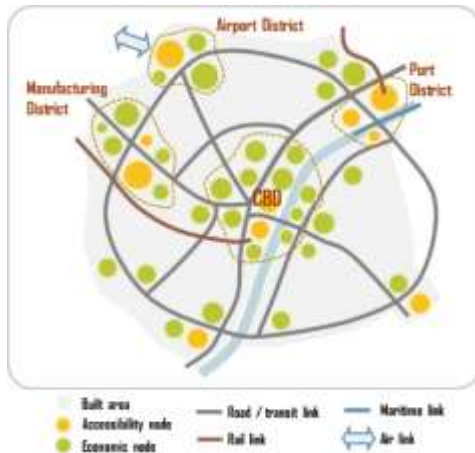 Airport District
Manufacturing
District
Port
District
CBD
Built area
Accessibility node
Economic node
Road / transit link
Rail link
Maritime link
Air link